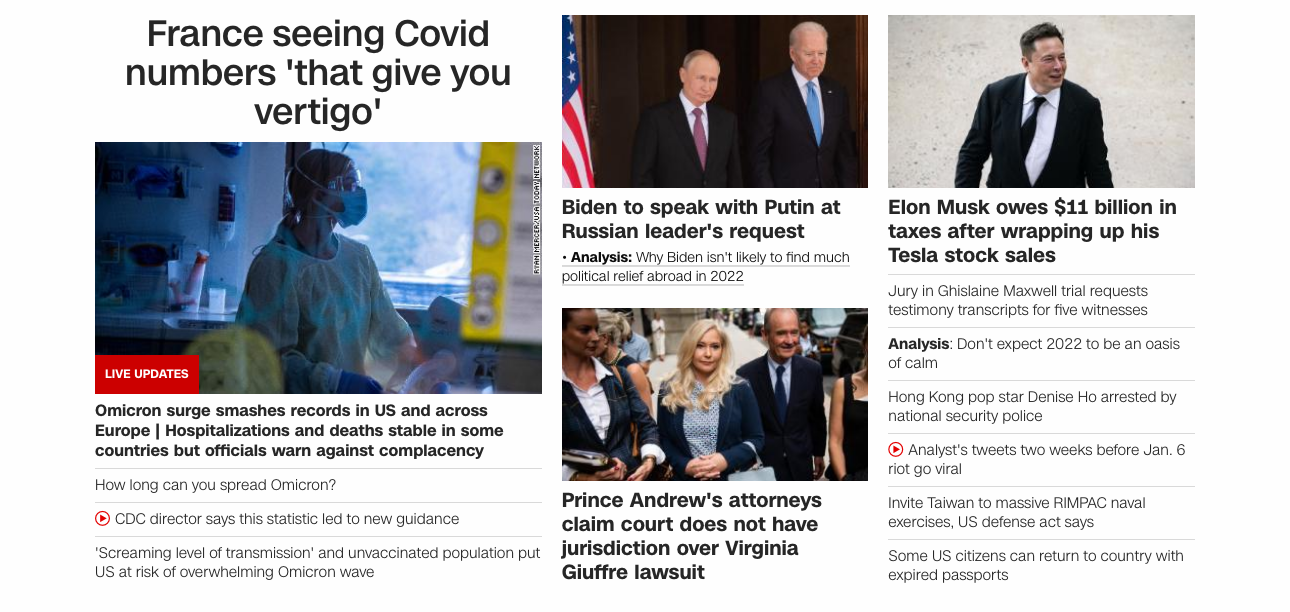 France seeing Covid
numbers 'that give you
vertigo'
RYAN MERCER/USA TODAY NETWORK
LIVE UPDATES
Omicron surge smashes records in US and across
Europe | Hospitalizations and deaths stable in some
countries but officials warn against complacency
How long can you spread Omicron?
CDC director says this statistic led to new guidance
'Screaming level of transmission' and unvaccinated population put
US at risk of overwhelming Omicron wave
Biden to speak with Putin at
Russian leader's request
• Analysis: Why Biden isn't likely to find much
political relief abroad in 2022
Prince Andrew's attorneys
claim court does not have
jurisdiction over Virginia
Giuffre lawsuit
Elon Musk owes $11 billion in
taxes after wrapping up his
Tesla stock sales
Jury in Ghislaine Maxwell trial requests
testimony transcripts for five witnesses
Analysis: Don't expect 2022 to be an oasis
of calm
Hong Kong pop star Denise Ho arrested by
national security police
Analyst's tweets two weeks before Jan. 6
riot go viral
Invite Taiwan to massive RIMPAC naval
exercises, US defense act says
Some US citizens can return to country with
expired passports